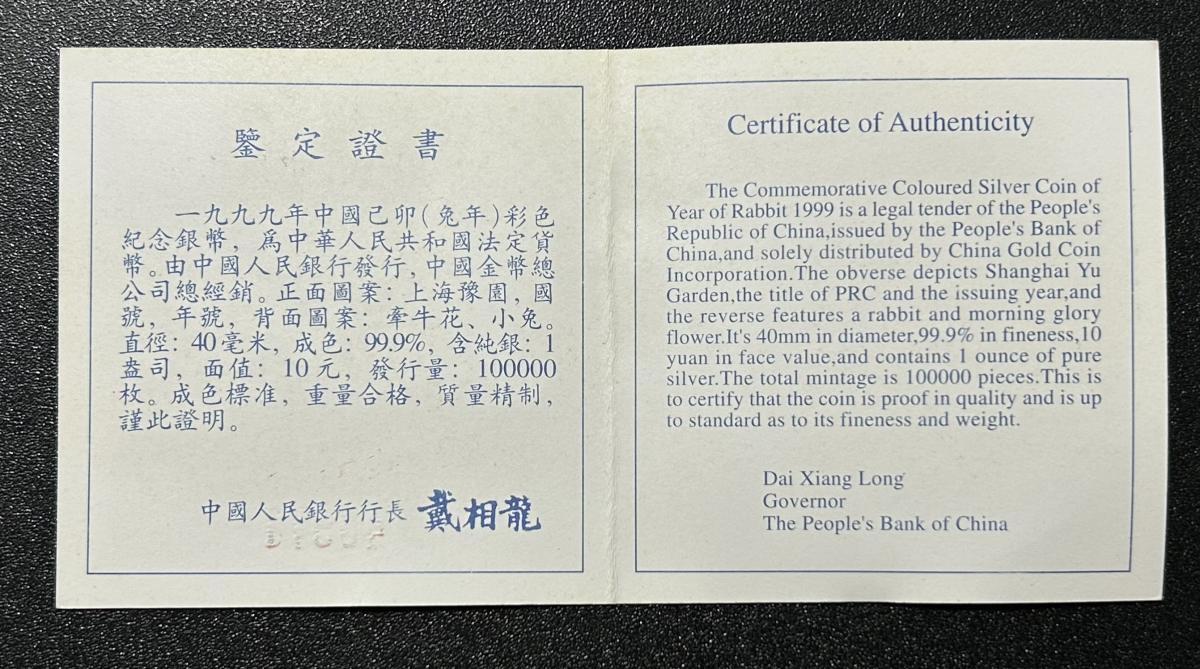 鑒定證書
一九九九年中國己卯(兔年)彩色
紀念銀幣,爲中華人民共和國法定貨
幣。由中國人民銀行發行,中國金幣總
公司總經銷。正面圖案:上海豫園,國
號,年號,背面圖案:牽牛花、小兔。
直徑:40毫米,成色:99.9%,含純銀:1
盎司,面值:10元,發行量:100000
枚。成色標准,重量合格,質量精制,
謹此證明。
中國人民銀行行長 戴相龍
Certificate of Authenticity
The Commemorative Coloured Silver Coin of
Year of Rabbit 1999 is a legal tender of the People's
Republic of China,issued by the People's Bank of
China,and solely distributed by China Gold Coin
Incorporation.The obverse depicts Shanghai Yu
Garden,the title of PRC and the issuing year,and
the reverse features a rabbit and morning glory
flower.It's 40mm in diameter,99.9% in fineness,10
yuan in face value,and contains 1 ounce of pure
silver.The total mintage is 100000 pieces.This is
to certify that the coin is proof in quality and is up
to standard as to its fineness and weight.
Dai Xiang Long
Governor
The People's Bank of China